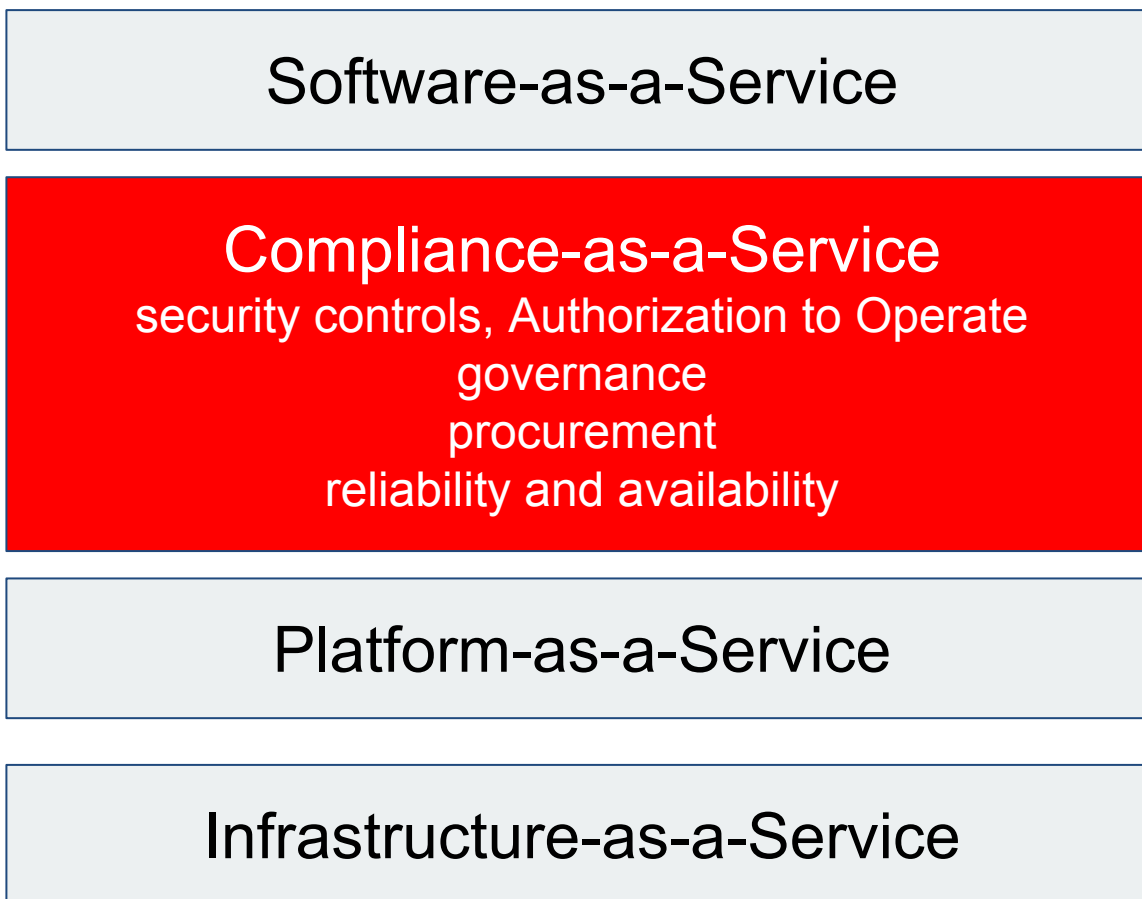 Software-as-a-Service
Compliance-as-a-Service
security controls, Authorization to Operate
governance
procurement
reliability and availability
Platform-as-a-Service
Infrastructure-as-a-Service